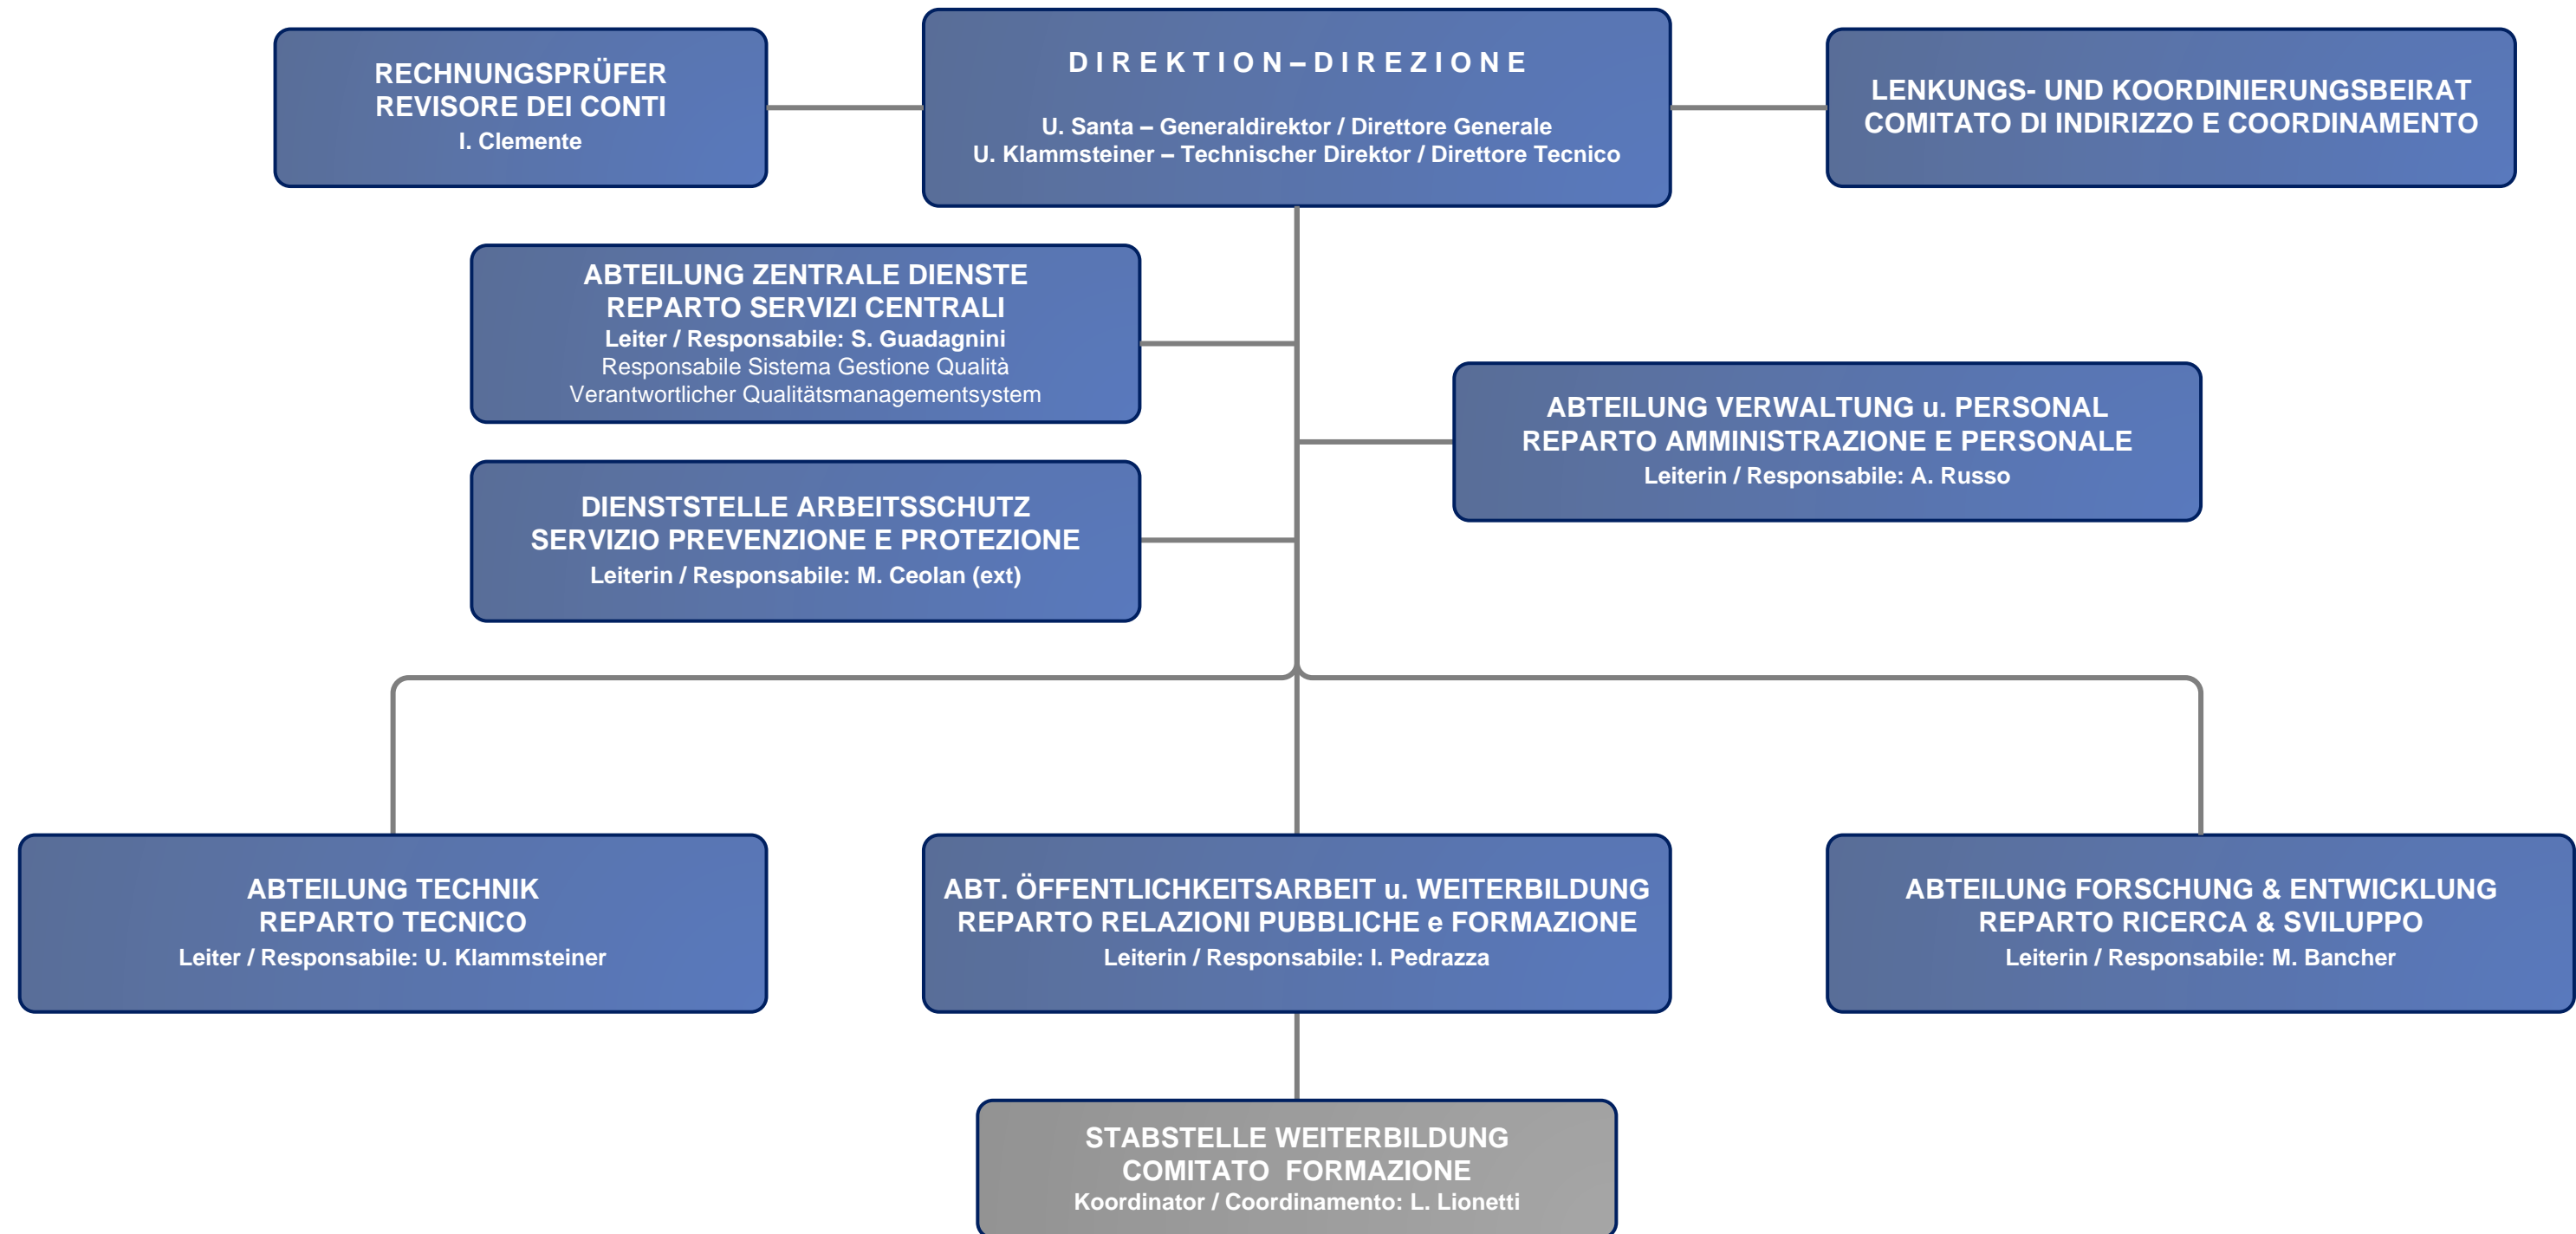 RECHNUNGSPRÜFER
REVISORE DEI CONTI
I. Clemente
DIREKTION–DIREZIONE
U. Santa – Generaldirektor / Direttore Generale
U. Klammsteiner – Technischer Direktor / Direttore Tecnico
LENKUNGS- UND KOORDINIERUNGSBEIRAT
COMITATO DI INDIRIZZO E COORDINAMENTO
ABTEILUNG ZENTRALE DIENSTE
REPARTO SERVIZI CENTRALI
Leiter / Responsabile: S. Guadagnini
Responsabile Sistema Gestione Qualità
Verantwortlicher Qualitätsmanagementsystem
ABTEILUNG VERWALTUNG u. PERSONAL
REPARTO AMMINISTRAZIONE E PERSONALE
Leiterin / Responsabile: A. Russo
DIENSTSTELLE ARBEITSSCHUTZ
SERVIZIO PREVENZIONE E PROTEZIONE
Leiterin / Responsabile: M. Ceolan (ext)
ABTEILUNG TECHNIK
REPARTO TECNICO
Leiter / Responsabile: U. Klammsteiner
ABT. ÖFFENTLICHKEITSARBEIT u. WEITERBILDUNG
REPARTO RELAZIONI PUBBLICHE e FORMAZIONE
Leiterin / Responsabile: I. Pedrazza
ABTEILUNG FORSCHUNG & ENTWICKLUNG
REPARTO RICERCA & SVILUPPO
Leiterin / Responsabile: M. Bancher
STABSTELLE WEITERBILDUNG
COMITATO FORMAZIONE
Koordinator / Coordinamento: L. Lionetti